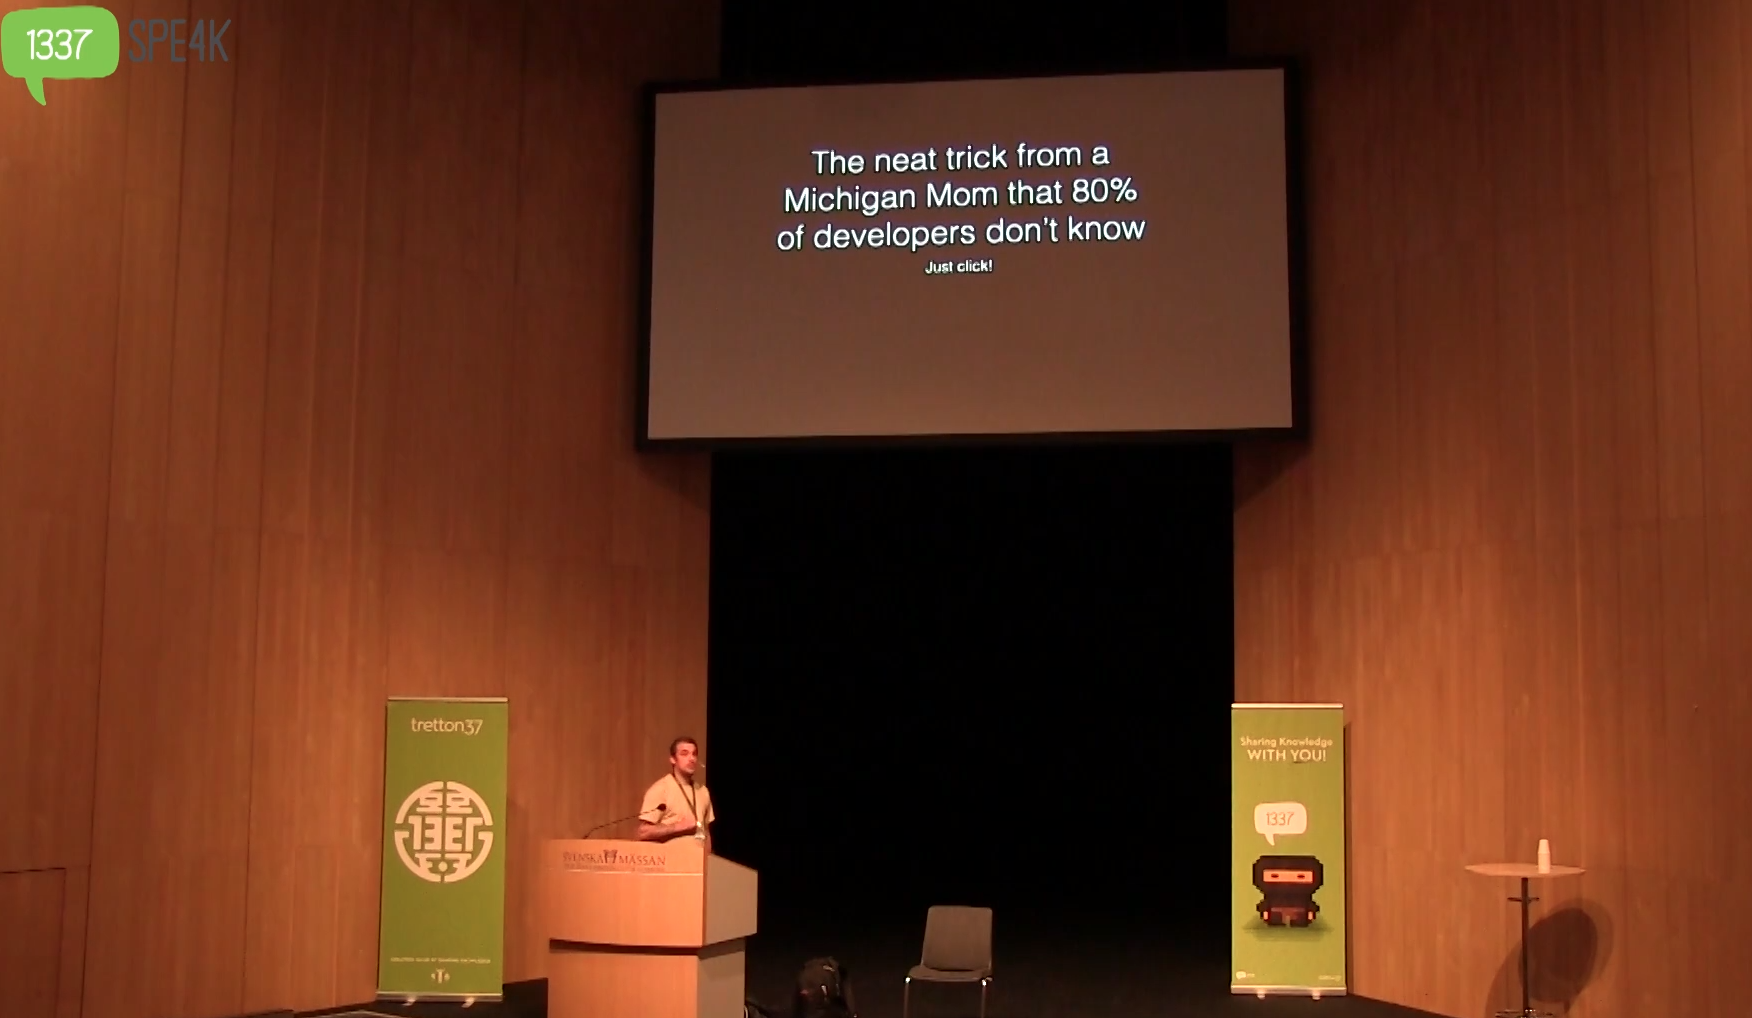 1337 SPE4K
The neat trick from a
Michigan Mom that 80%
of developers don't know
Just click!
tretton37
1337
SVENSKA MÄSSAN
Sharing Knowledge
WITH YOU!
1337